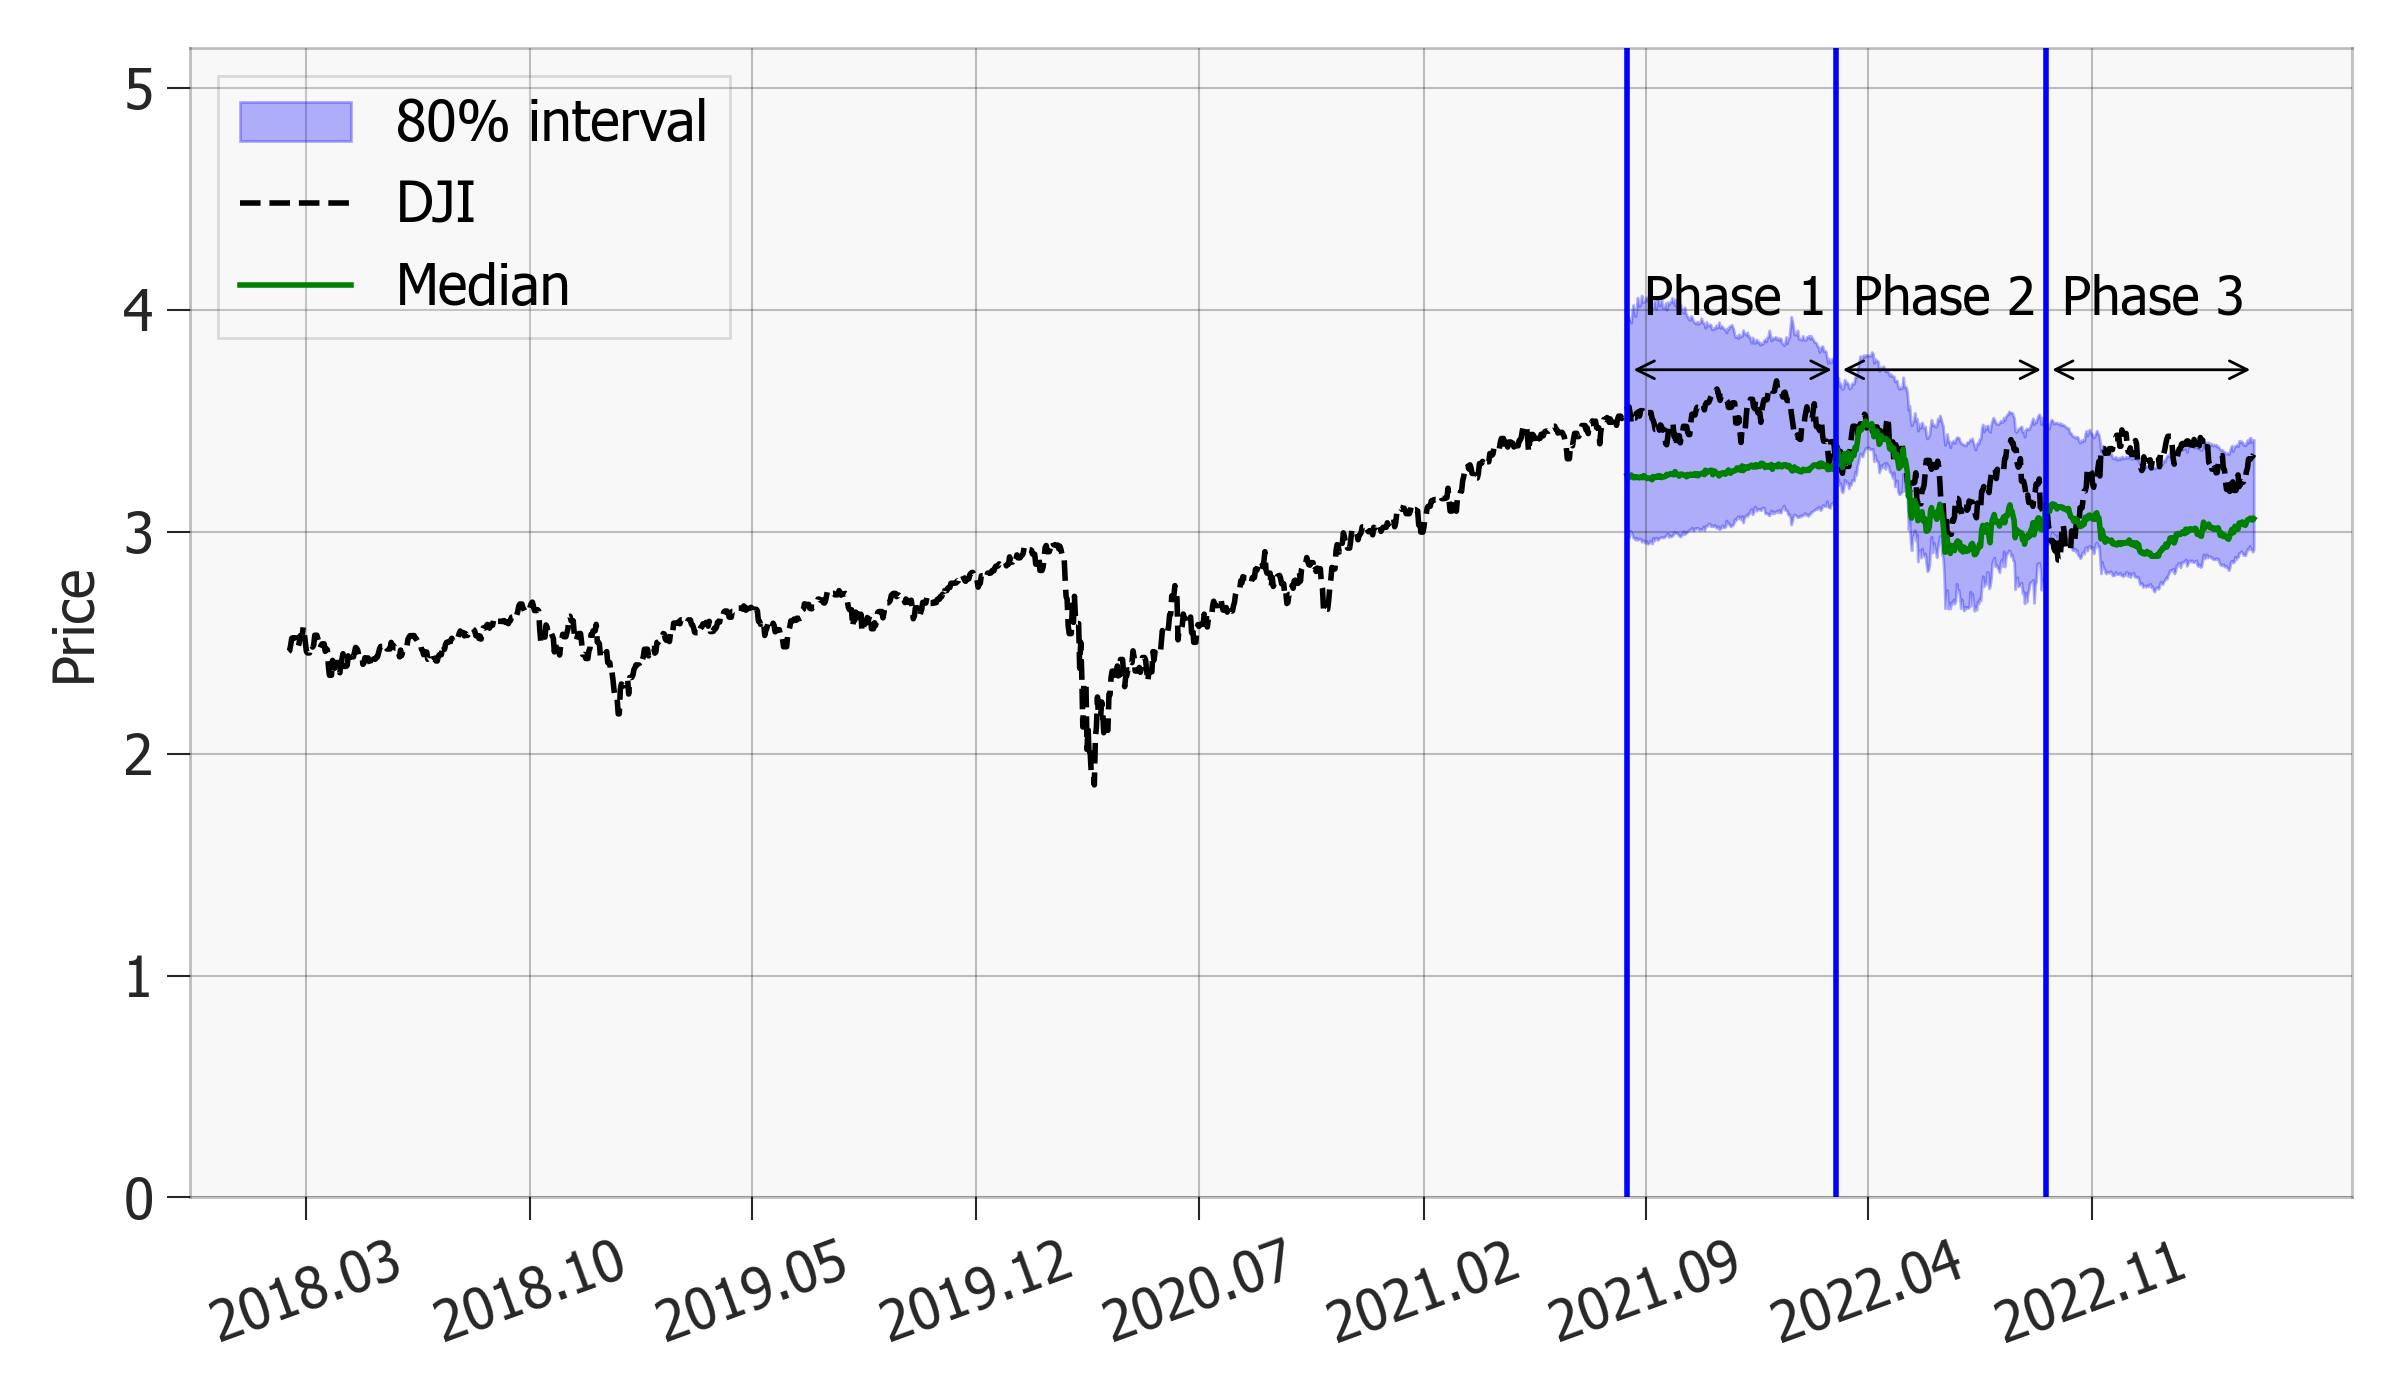 80% interval
DJI
Median
Phase 1
Phase 2
Phase 3
Price
5
4
3
2
1
0
2018.03
2018.10
2019.05
2019.12
2020.07
2021.02
2021.09
2022.04
2022.11